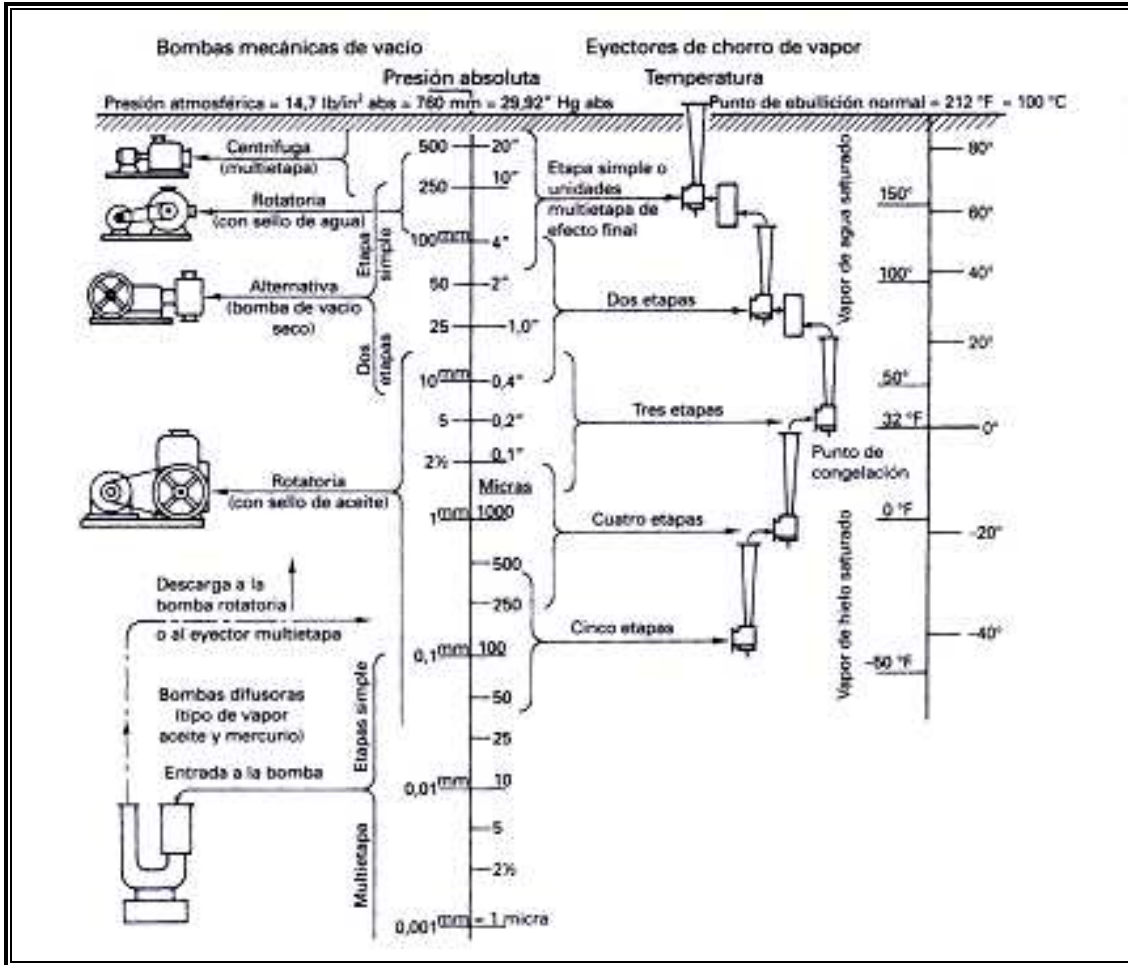 Bombas mecánicas de vacío
Eyectores de chorro de vapor
Presión absoluta
Temperatura
Presión atmosférica = 14,7 lb/in² abs = 760 mm = 29,92" Hg abs
Punto de ebullición normal = 212 °F = 100 °C
Centrífuga
(multietapa)
Rotatoria
(con sello de agua)
Etapa
simple
Alternativa
(bomba de vacío
seco)
Dos
etapas
Rotatoria
(con sello de aceite)
Descarga a la
bomba rotatoria
o al eyector multietapa
Bombas difusoras
(tipo de vapor
aceite y mercurio)
Entrada a la bomba
Etapas simple
Multietapa
500
20"
250
10"
100 mm
4"
50
2"
25
1,0"
10 mm
0,4"
5
0,2"
2½
0,1"
Micras
1 mm
1000
500
250
0,1 mm
100
50
25
0,01 mm
10
5
2½
0,001 mm = 1 micra
Etapa simple o
unidades
multietapa de
efecto final
Dos etapas
Tres etapas
Cuatro etapas
Cinco etapas
Vapor de agua saturado
Punto de
congelación
Vapor de hielo saturado
150°
100°
50°
32 °F
0 °F
80°
60°
40°
20°
0°
-20°
-40°